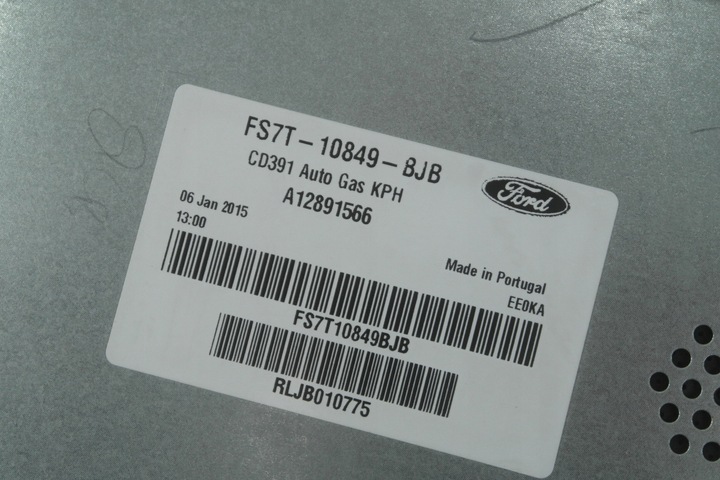 FS7T-10849-BJB
CD391 Auto Gas KPH
A12891566
Ford
06 Jan 2015
13:00
Made in Portugal
EE0KA
FS7T10849BJB
RLJB010775